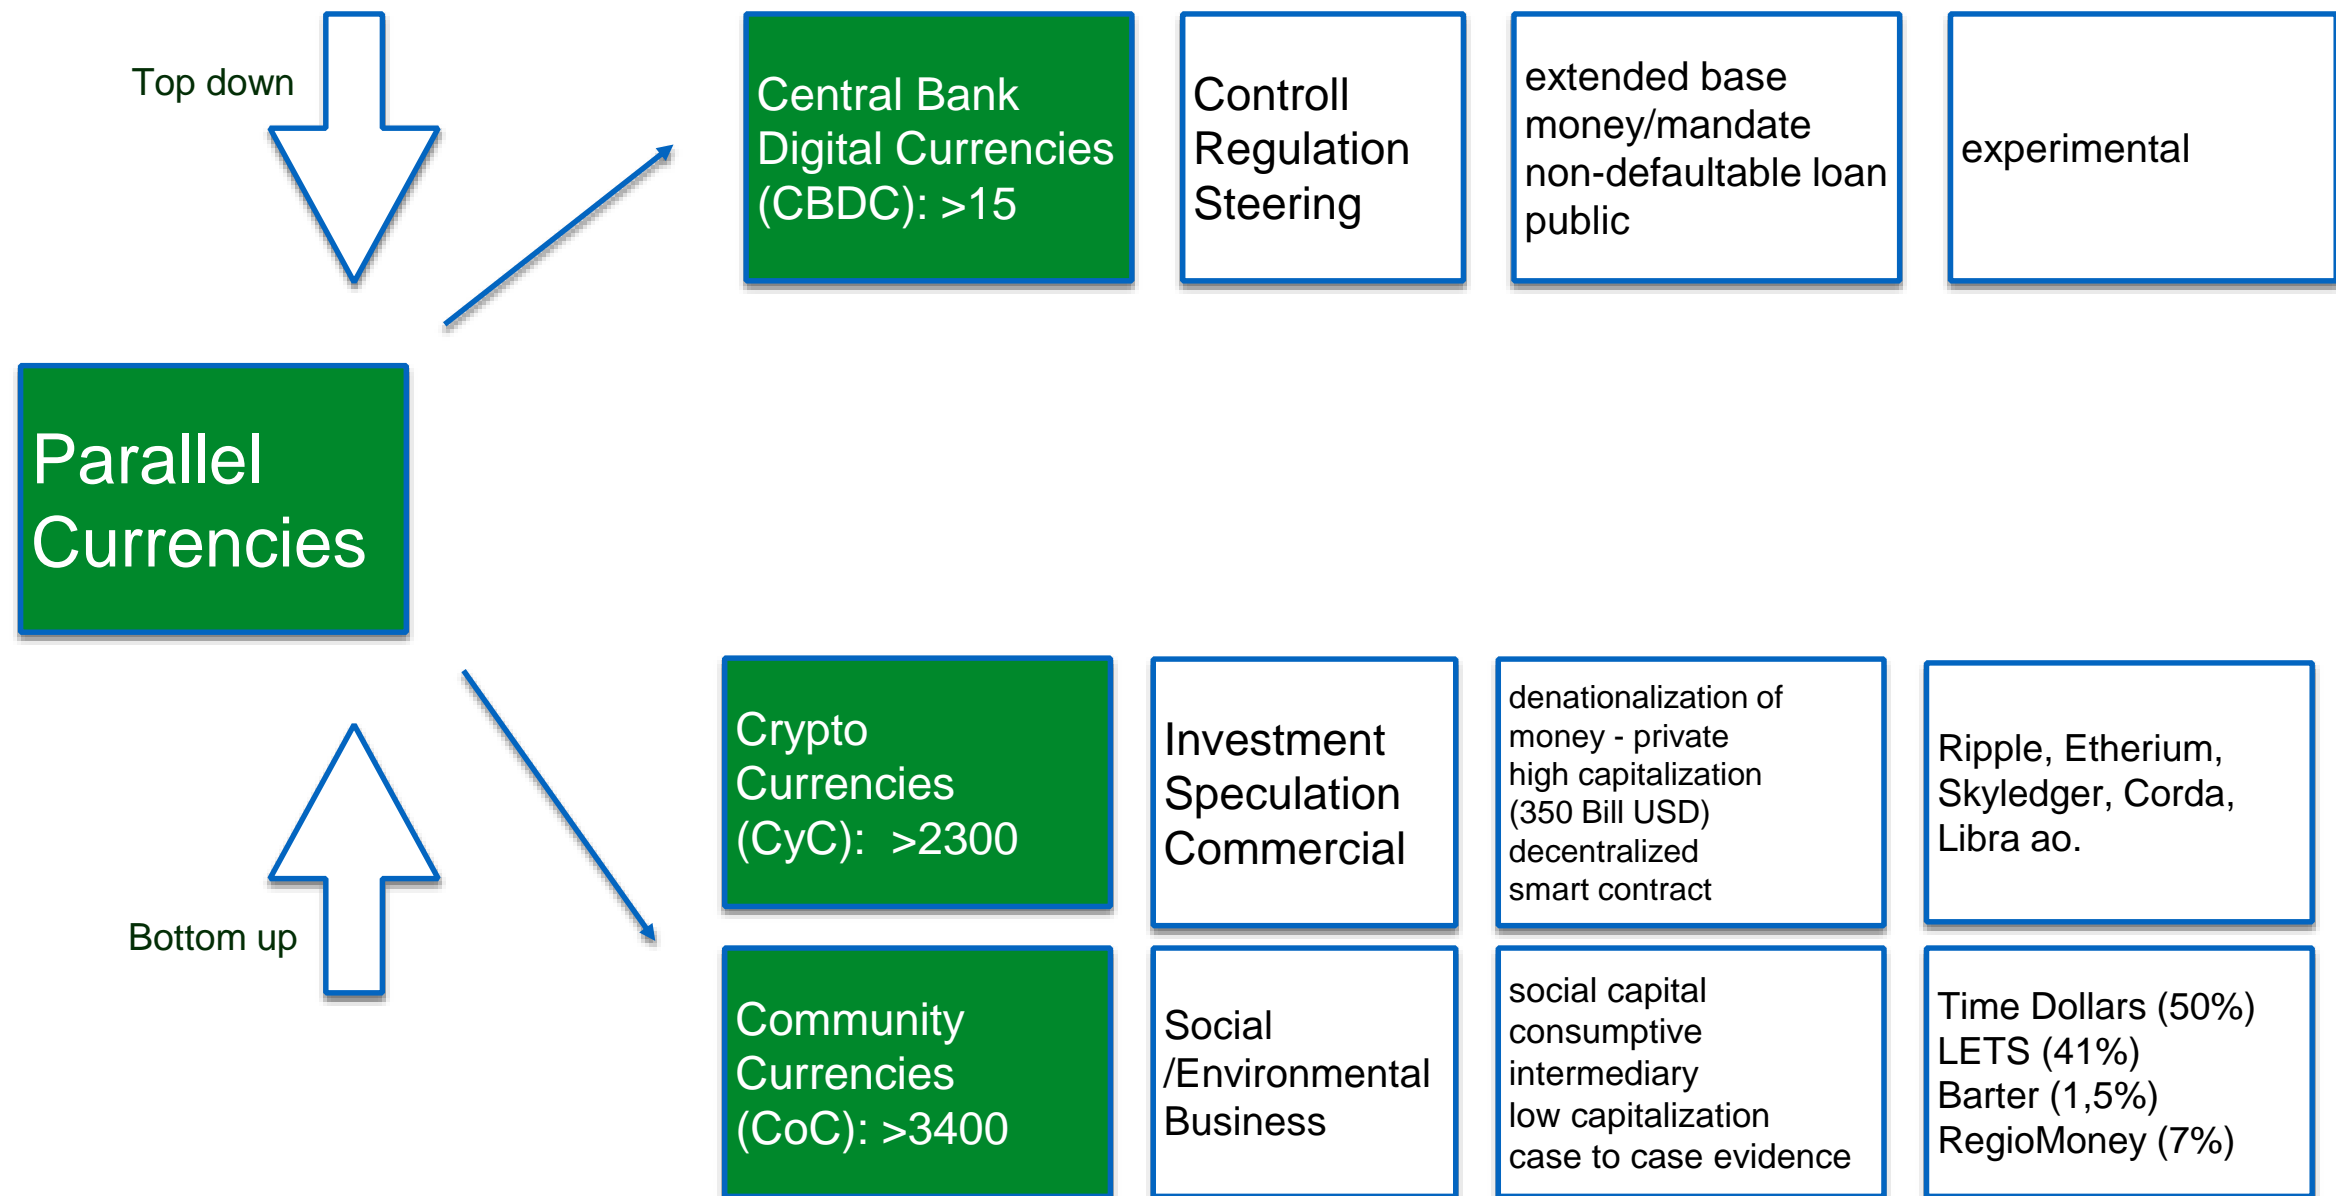 Top down
Central Bank
Digital Currencies
(CBDC): >15
Controll
Regulation
Steering
extended base
money/mandate
non-defaultable loan
public
experimental
Parallel
Currencies
Bottom up
Crypto
Currencies
(CyC):  >2300
Investment
Speculation
Commercial
denationalization of
money - private
high capitalization
(350 Bill USD)
decentralized
smart contract
Ripple, Etherium,
Skyledger, Corda,
Libra ao.
Community
Currencies
(CoC): >3400
Social
/Environmental
Business
social capital
consumptive
intermediary
low capitalization
case to case evidence
Time Dollars (50%)
LETS (41%)
Barter (1,5%)
RegioMoney (7%)